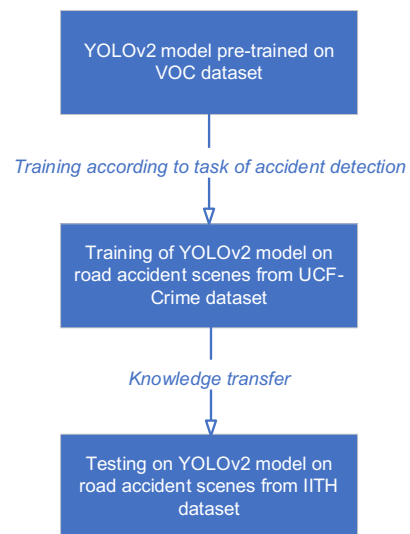 YOLOv2 model pre-trained on
VOC dataset
Training according to task of accident detection
Training of YOLOv2 model on
road accident scenes from UCF-
Crime dataset
Knowledge transfer
Testing on YOLOv2 model on
road accident scenes from IITH
dataset